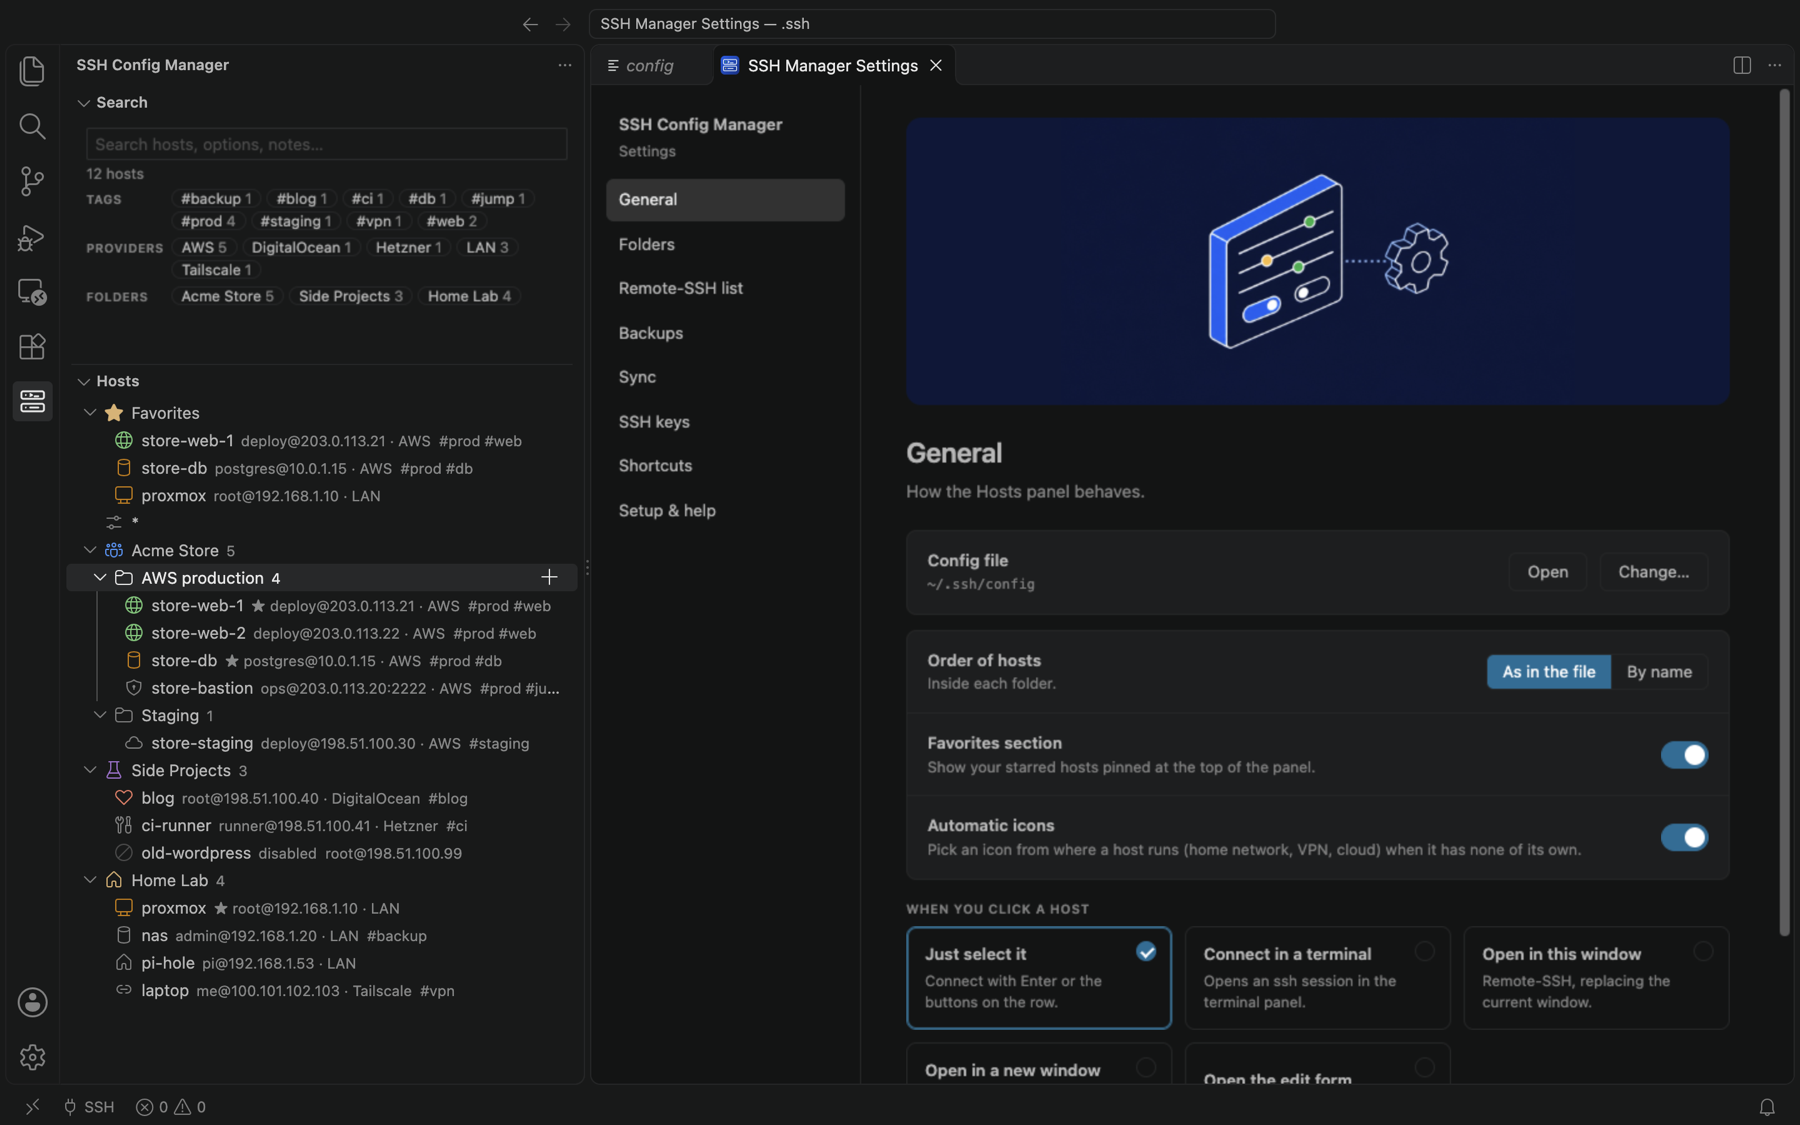 SSH Manager Settings — .ssh
SSH Config Manager
Search
Search hosts, options, notes...
12 hosts
TAGS #backup 1 #blog 1 #ci 1 #db 1 #jump 1
#prod 4 #staging 1 #vpn 1 #web 2
PROVIDERS AWS 5 DigitalOcean 1 Hetzner 1 LAN 3
Tailscale 1
FOLDERS Acme Store 5 Side Projects 3 Home Lab 4
Hosts
Favorites
store-web-1 deploy@203.0.113.21 · AWS #prod #web
store-db postgres@10.0.1.15 · AWS #prod #db
proxmox root@192.168.1.10 · LAN
*
Acme Store 5
AWS production 4
store-web-1 ★ deploy@203.0.113.21 · AWS #prod #web
store-web-2 deploy@203.0.113.22 · AWS #prod #web
store-db ★ postgres@10.0.1.15 · AWS #prod #db
store-bastion ops@203.0.113.20:2222 · AWS #prod #ju...
Staging 1
store-staging deploy@198.51.100.30 · AWS #staging
Side Projects 3
blog root@198.51.100.40 · DigitalOcean #blog
ci-runner runner@198.51.100.41 · Hetzner #ci
old-wordpress disabled root@198.51.100.99
Home Lab 4
proxmox ★ root@192.168.1.10 · LAN
nas admin@192.168.1.20 · LAN #backup
pi-hole pi@192.168.1.53 · LAN
laptop me@100.101.102.103 · Tailscale #vpn
config
SSH Manager Settings
SSH Config Manager
Settings
General
Folders
Remote-SSH list
Backups
Sync
SSH keys
Shortcuts
Setup & help
General
How the Hosts panel behaves.
Config file
~/.ssh/config
Open
Change...
Order of hosts
Inside each folder.
As in the file
By name
Favorites section
Show your starred hosts pinned at the top of the panel.
Automatic icons
Pick an icon from where a host runs (home network, VPN, cloud) when it has none of its own.
WHEN YOU CLICK A HOST
Just select it
Connect with Enter or the
buttons on the row.
Connect in a terminal
Opens an ssh session in the
terminal panel.
Open in this window
Remote-SSH, replacing the
current window.
Open in a new window
Open the edit form
SSH
0 0